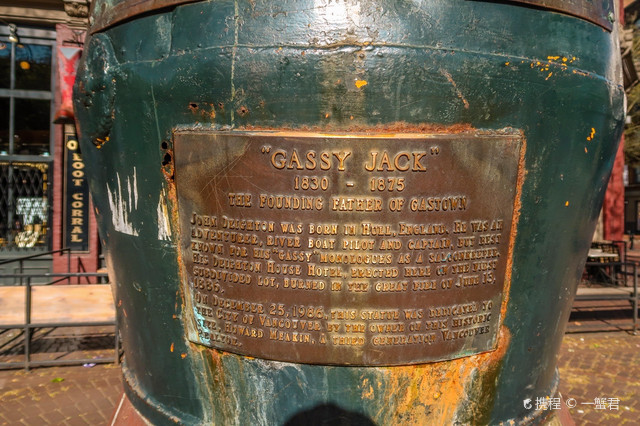 "GASSY JACK"
1830 - 1875
THE FOUNDING FATHER OF GASTOWN
JOHN DEIGHTON WAS BORN IN HULL, ENGLAND. HE WAS AN
ADVENTURER, RIVER BOAT PILOT AND CAPTAIN, BUT BEST
KNOWN FOR HIS "GASSY" MONOLOGUES AS A SALOONKEEPER.
HIS DEIGHTON HOUSE HOTEL, ERECTED HERE ON THE FIRST
SUBDIVIDED LOT, BURNED IN THE GREAT FIRE OF JUNE 13,
1886.
ON DECEMBER 25, 1986, THIS STATUE WAS DEDICATED TO
THE CITY OF VANCOUVER BY THE OWNER OF THIS HISTORIC
SITE, HOWARD MEAKIN, A THIRD GENERATION VANCOUVER
REALTOR.
LOOT CORRAL
携程 © 一蟹君